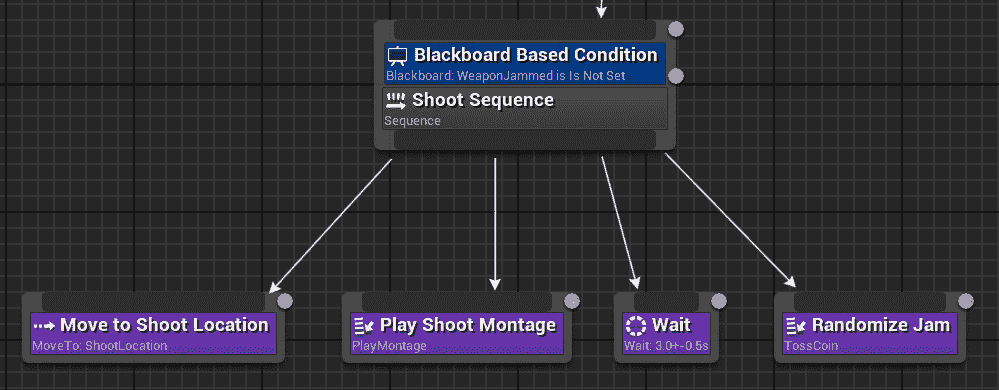 Blackboard Based Condition
Blackboard: WeaponJammed is Is Not Set
Shoot Sequence
Sequence
Move to Shoot Location
MoveTo: ShootLocation
Play Shoot Montage
PlayMontage
Wait
Wait: 3.0+-0.5s
Randomize Jam
TossCoin